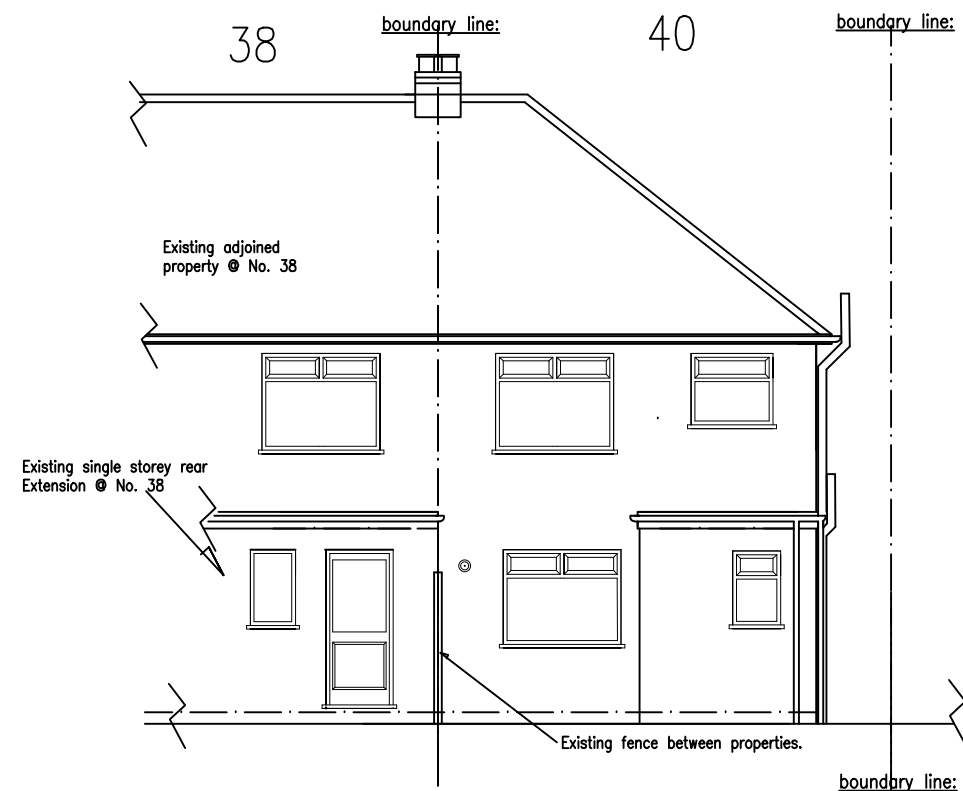 38
boundary line:
40
boundary line:
Existing adjoined
property @ No. 38
Existing single storey rear
Extension @ No. 38
Existing fence between properties.
boundary line: